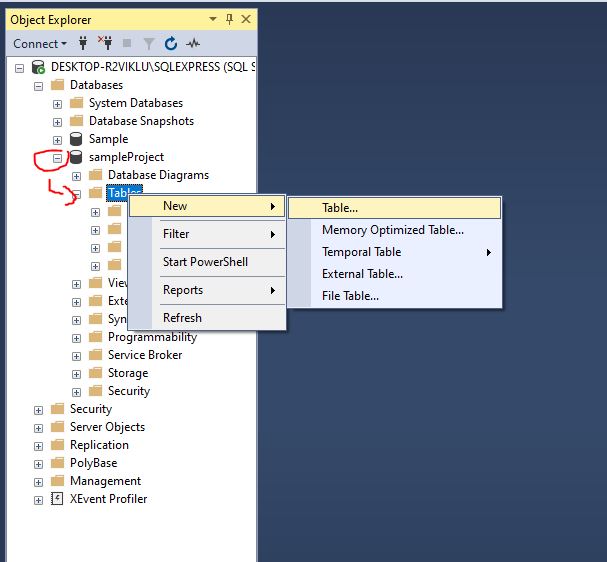 Object Explorer
Connect
DESKTOP-R2VIKLU\SQLEXPRESS (SQL S
Databases
System Databases
Database Snapshots
Sample
sampleProject
Database Diagrams
Tables
New
Table...
Memory Optimized Table...
Filter
Temporal Table
Start PowerShell
External Table...
View
Reports
File Table...
Exte
Syn
Refresh
Programmability
Service Broker
Storage
Security
Security
Server Objects
Replication
PolyBase
Management
XEvent Profiler